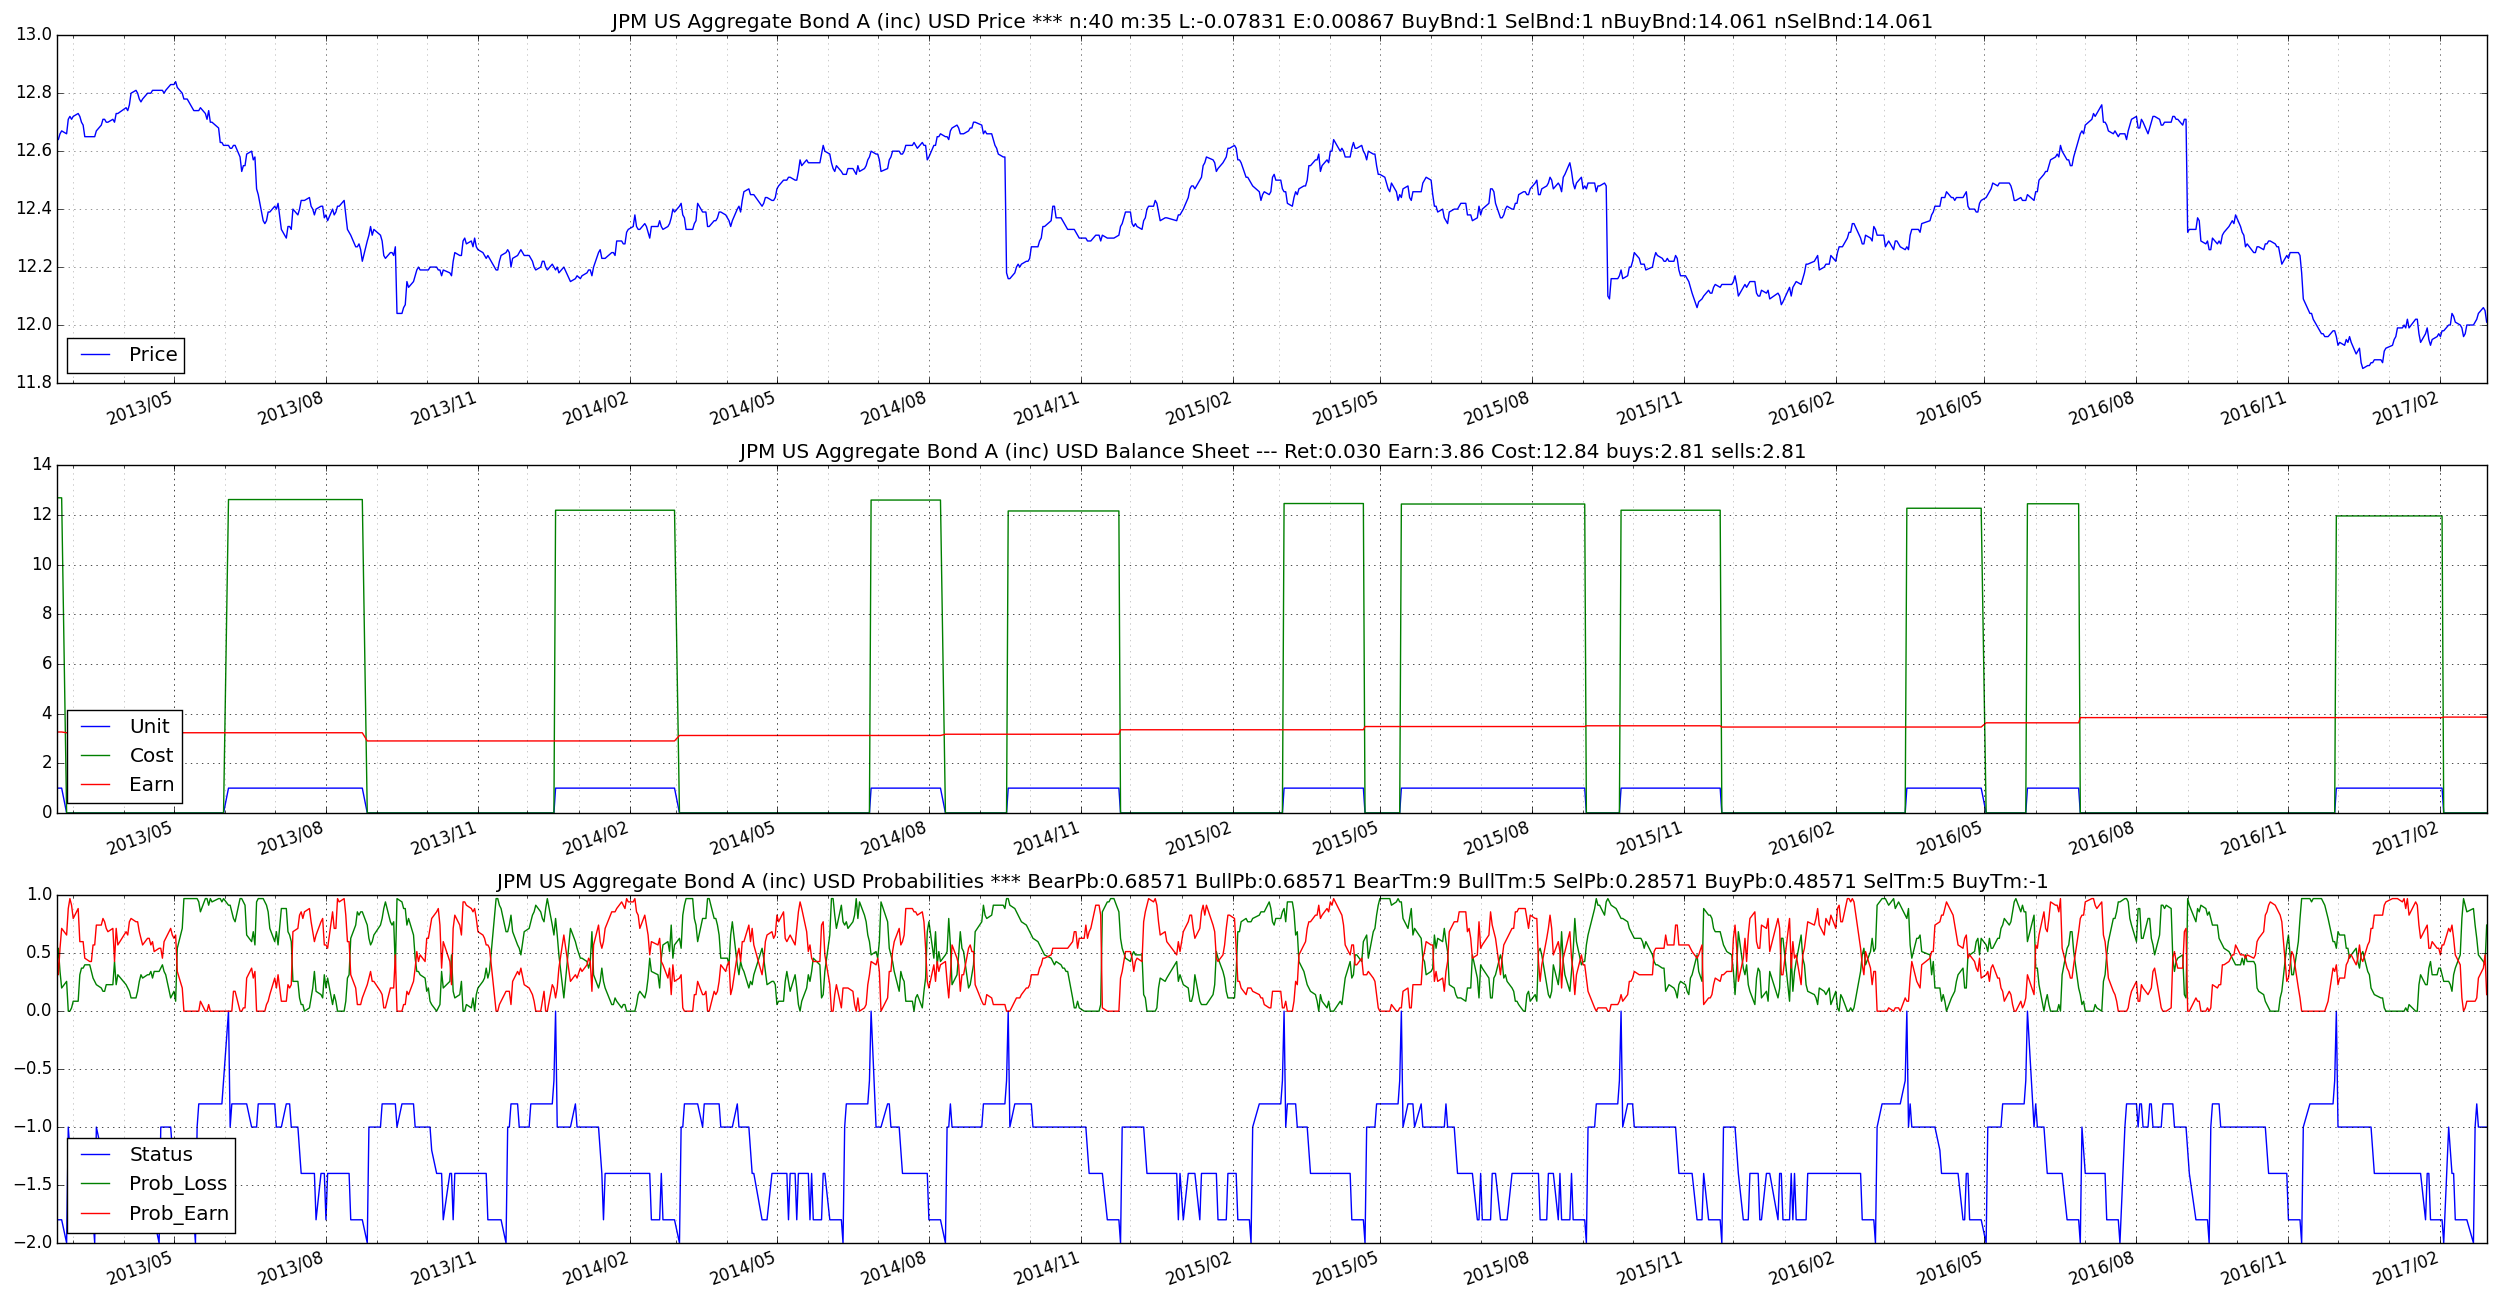 JPM US Aggregate Bond A (inc) USD Price *** n:40 m:35 L:-0.07831 E:0.00867 BuyBnd:1 SelBnd:1 nBuyBnd:14.061 nSelBnd:14.061
13.0
12.8
12.6
12.4
12.2
12.0
11.8
Price
2013/05 2013/08 2013/11 2014/02 2014/05 2014/08 2014/11 2015/02 2015/05 2015/08 2015/11 2016/02 2016/05 2016/08 2016/11 2017/02
JPM US Aggregate Bond A (inc) USD Balance Sheet --- Ret:0.030 Earn:3.86 Cost:12.84 buys:2.81 sells:2.81
14
12
10
8
6
4
2
0
Unit
Cost
Earn
2013/05 2013/08 2013/11 2014/02 2014/05 2014/08 2014/11 2015/02 2015/05 2015/08 2015/11 2016/02 2016/05 2016/08 2016/11 2017/02
JPM US Aggregate Bond A (inc) USD Probabilities *** BearPb:0.68571 BullPb:0.68571 BearTm:9 BullTm:5 SelPb:0.28571 BuyPb:0.48571 SelTm:5 BuyTm:-1
1.0
0.5
0.0
−0.5
−1.0
−1.5
−2.0
Status
Prob_Loss
Prob_Earn
2013/05 2013/08 2013/11 2014/02 2014/05 2014/08 2014/11 2015/02 2015/05 2015/08 2015/11 2016/02 2016/05 2016/08 2016/11 2017/02